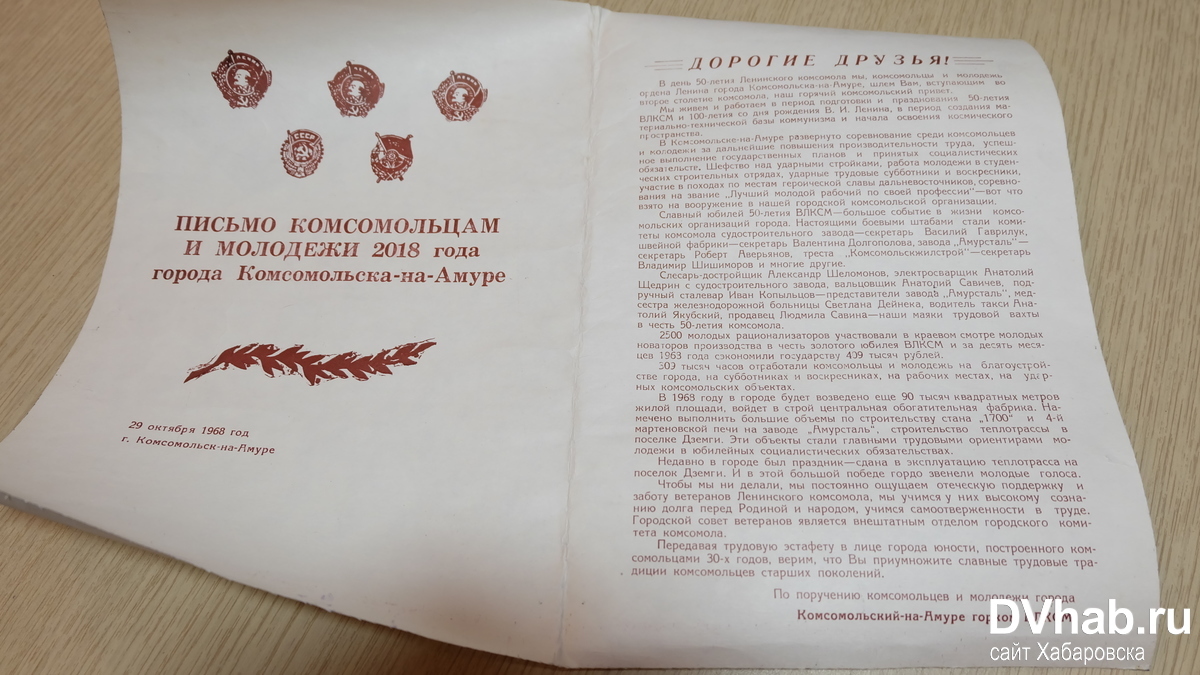 ПИСЬМО КОМСОМОЛЬЦАМ
И МОЛОДЕЖИ 2018 года
города Комсомольска-на-Амуре
29 октября 1968 год
г. Комсомольск-на-Амуре
ДОРОГИЕ ДРУЗЬЯ!
В день 50-летия Ленинского комсомола мы, комсомольцы и молодежь
ордена Ленина города Комсомольска-на-Амуре, шлем Вам, вступающим во
второе столетие комсомола, наш горячий комсомольский привет.
Мы живем и работаем в период подготовки и празднования 50-летия
ВЛКСМ и 100-летия со дня рождения В. И. Ленина, в период создания ма-
териально-технической базы коммунизма и начала освоения космического
пространства.
В Комсомольске-на-Амуре развернуто соревнование среди комсомольцев
и молодежи за дальнейшие повышения производительности труда, успеш-
ное выполнение государственных планов и принятых социалистических
обязательств. Шефство над ударными стройками, работа молодежи в студен-
ческих строительных отрядах, ударные трудовые субботники и воскресники,
участие в походах по местам героической славы дальневосточников, соревно-
вания на звание „Лучший молодой рабочий по своей профессии"—вот что
взято на вооружение в нашей городской комсомольской организации.
Славный юбилей 50-летия ВЛКСМ—большое событие в жизни комсо-
мольских организаций города. Настоящими боевыми штабами стали коми-
теты комсомола судостроительного завода—секретарь Василий Гаврилук,
швейной фабрики—секретарь Валентина Долгополова, завода „Амурсталь"—
секретарь Роберт Аверьянов, треста „Комсомольскжилстрой"—секретарь
Владимир Шишиморов и многие другие.
Слесарь-достройщик Александр Шеломонов, электросварщик Анатолий
Щедрин с судостроительного завода, вальцовщик Анатолий Савичев, под-
ручный сталевар Иван Копыльцов—представители завода „Амурсталь", мед-
сестра железнодорожной больницы Светлана Дейнека, водитель такси Ана-
толий Якубский, продавец Людмила Савина—наши маяки трудовой вахты
в честь 50-летия комсомола.
2500 молодых рационализаторов участвовали в краевом смотре молодых
новаторов производства в честь золотого юбилея ВЛКСМ и за десять меся-
цев 1968 года сэкономили государству 409 тысяч рублей.
309 тысяч часов отработали комсомольцы и молодежь на благоустрой-
стве города, на субботниках и воскресниках, на рабочих местах, на удар-
ных комсомольских объектах.
В 1968 году в городе будет возведено еще 90 тысяч квадратных метров
жилой площади, войдет в строй центральная обогатительная фабрика. На-
мечено выполнить большие объемы по строительству стана „1700" и 4-й
мартеновской печи на заводе „Амурсталь", строительство теплотрассы в
поселке Дземги. Эти объекты стали главными трудовыми ориентирами мо-
лодежи в юбилейных социалистических обязательствах.
Недавно в городе был праздник—сдана в эксплуатацию теплотрасса на
поселок Дземги. И в этой большой победе гордо звенели молодые голоса.
Чтобы мы ни делали, мы постоянно ощущаем отеческую поддержку и
заботу ветеранов Ленинского комсомола, мы учимся у них высокому созна-
нию долга перед Родиной и народом, учимся самоотверженности в труде.
Городской совет ветеранов является внештатным отделом городского коми-
тета комсомола.
Передавая трудовую эстафету в лице города юности, построенного ком-
сомольцами 30-х годов, верим, что Вы приумножите славные трудовые тра-
диции комсомольцев старших поколений.
По поручению комсомольцев и молодежи города
Комсомольский-на-Амуре горком ВЛКСМ
DVhab.ru
сайт Хабаровска